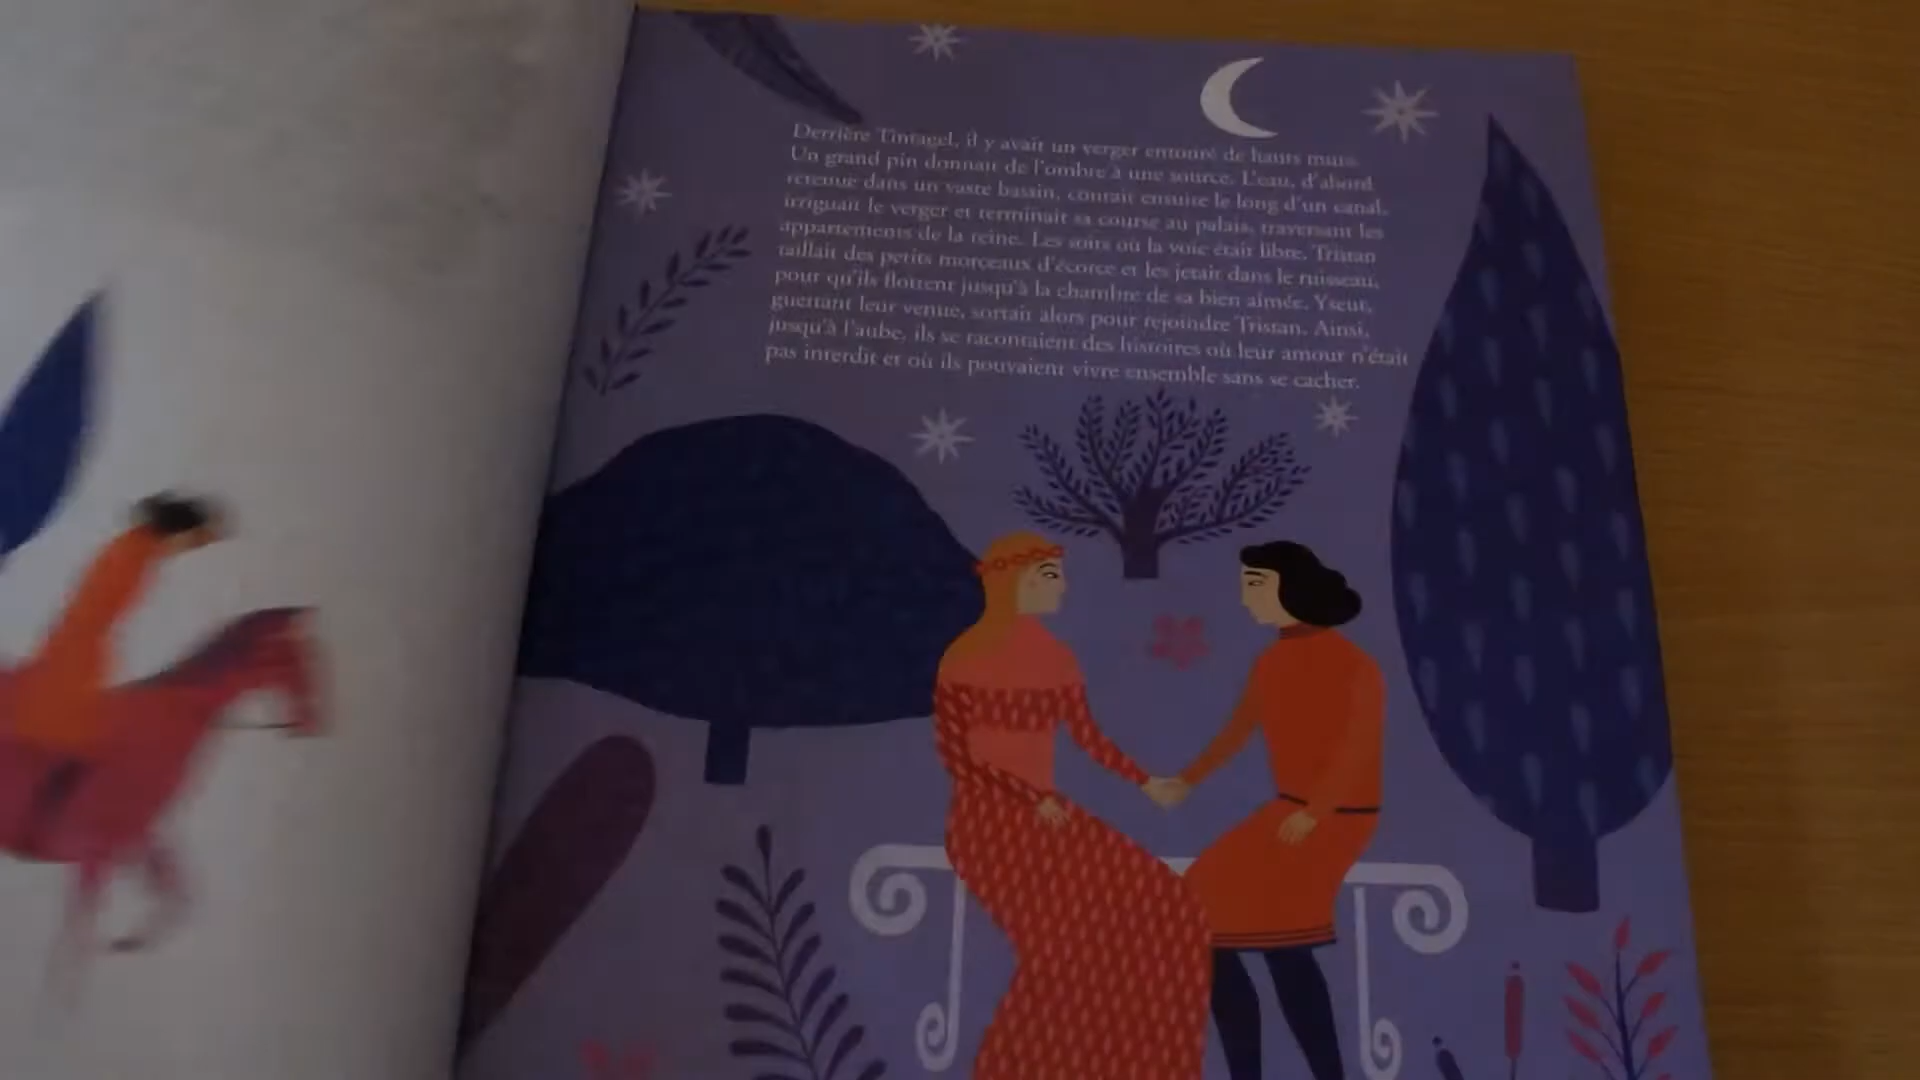 Derrière Tintagel, il y avait un verger entouré de hauts murs.
Un grand pin donnait de l'ombre à une source. L'eau, d'abord
retenue dans un vaste bassin, courait ensuite le long d'un canal,
irriguait le verger et terminait sa course au palais, traversant les
appartements de la reine. Les soirs où la voie était libre, Tristan
taillait des petits morceaux d'écorce et les jetait dans le ruisseau,
pour qu'ils flottent jusqu'à la chambre de sa bien aimée. Yseut,
guettant leur venue, sortait alors pour rejoindre Tristan. Ainsi,
jusqu'à l'aube, ils se racontaient des histoires où leur amour n'était
pas interdit et où ils pouvaient vivre ensemble sans se cacher.